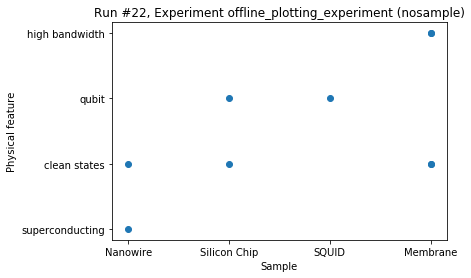 Run #22, Experiment offline_plotting_experiment (nosample)
high bandwidth
qubit
clean states
superconducting
Physical feature
Nanowire Silicon Chip SQUID Membrane
Sample